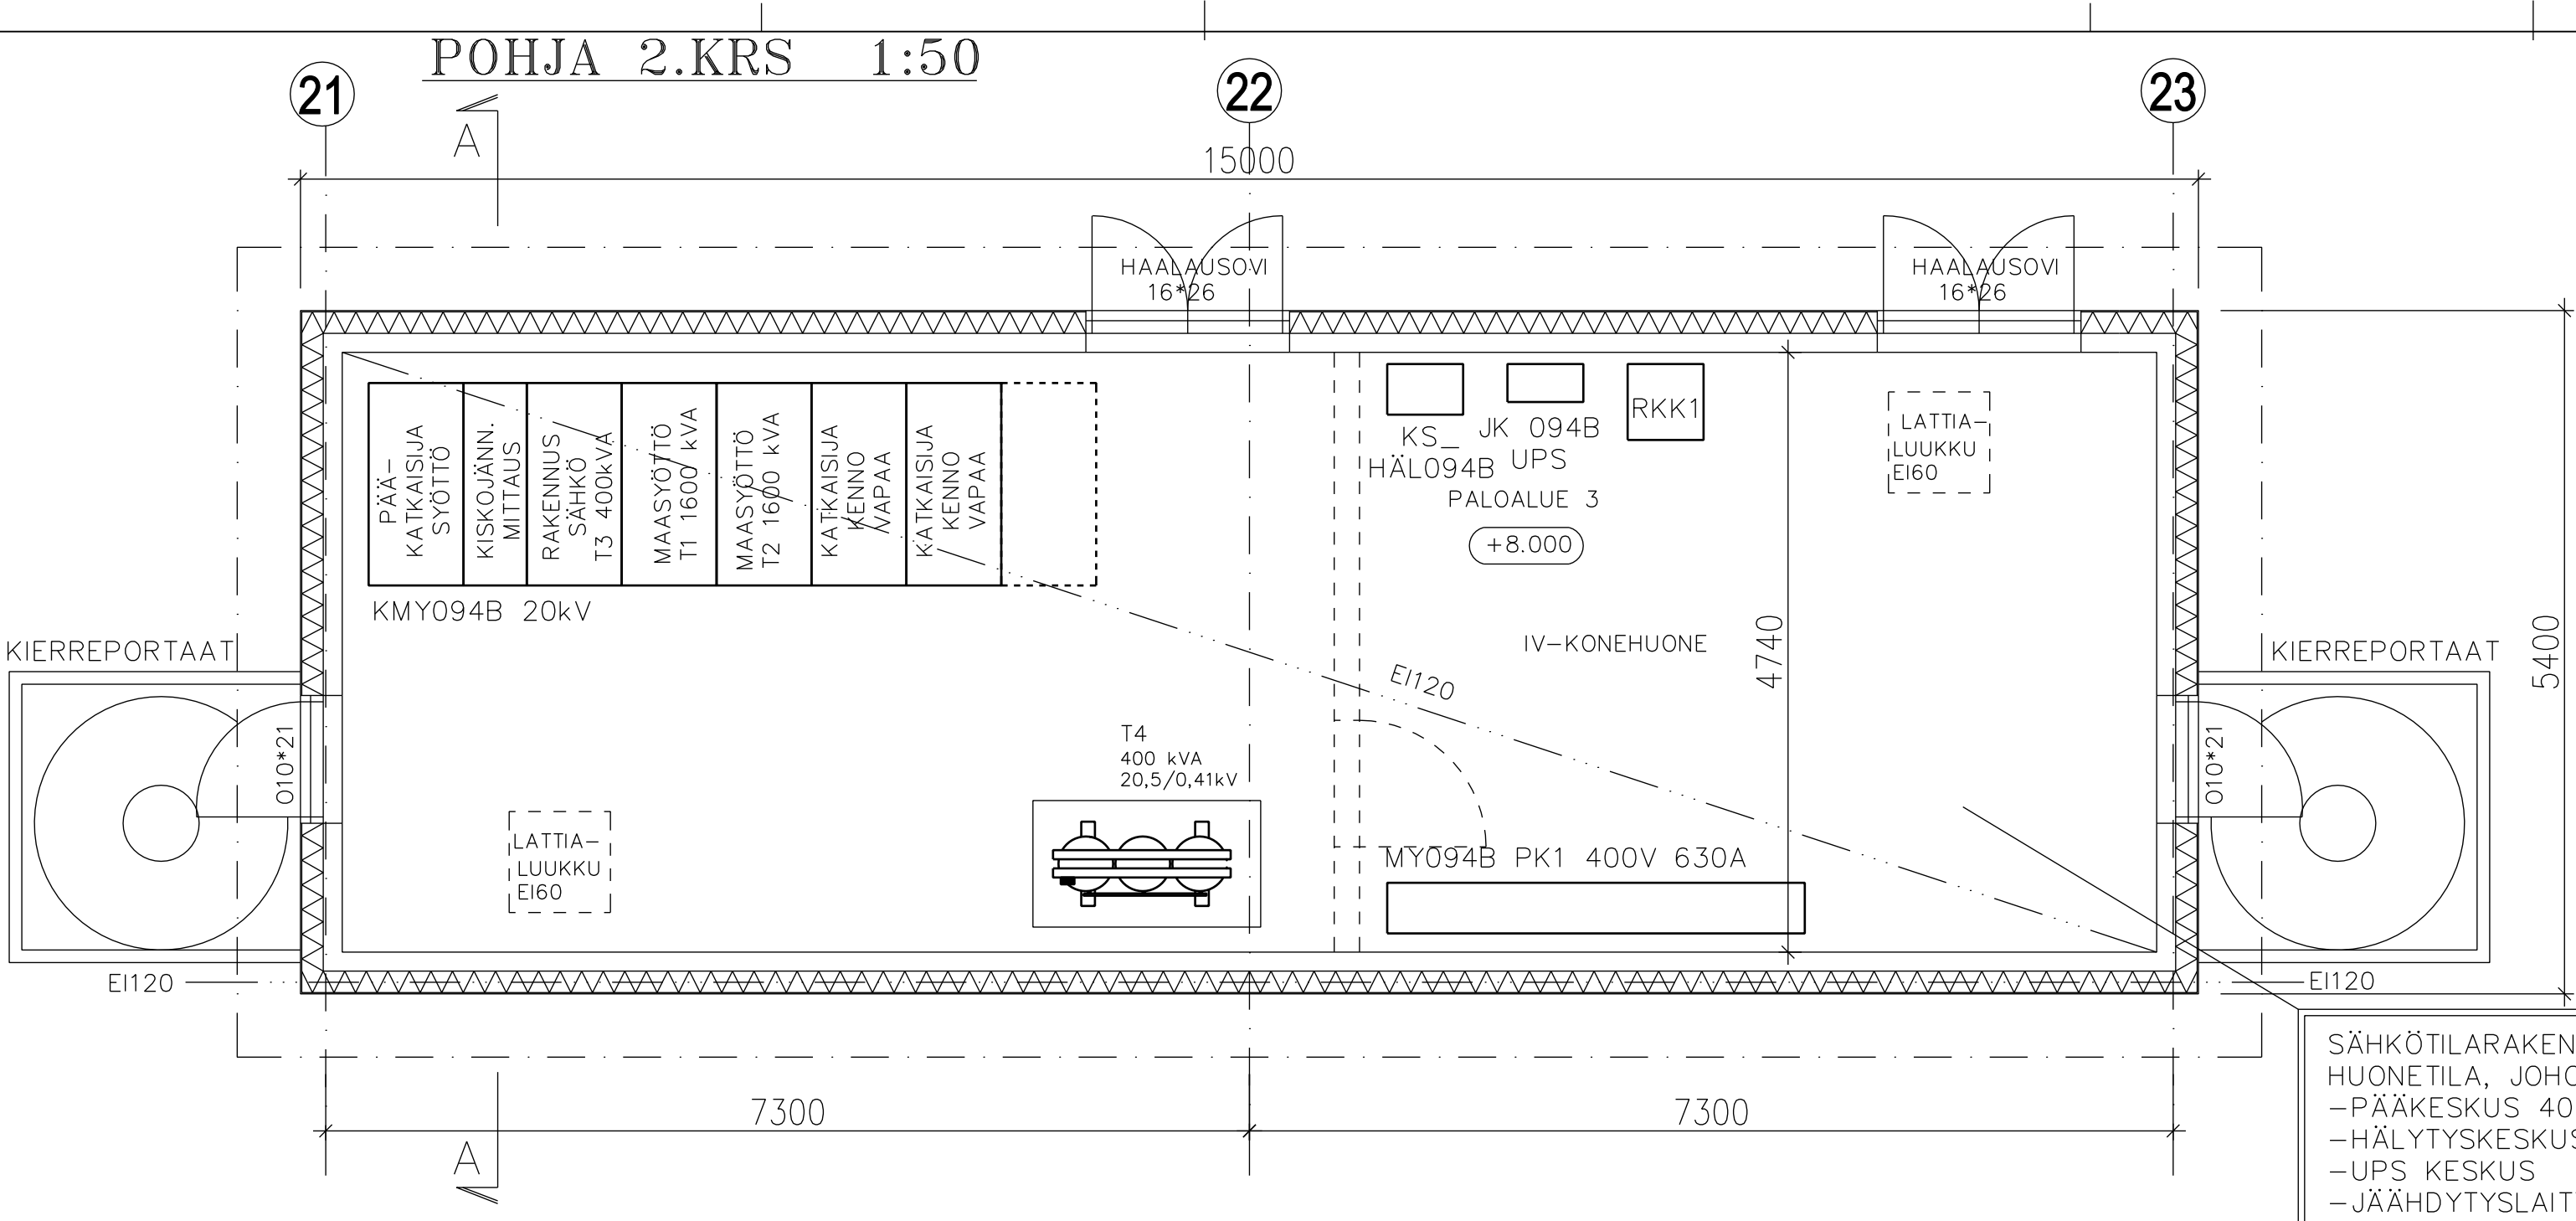 POHJA 2.KRS 1:50
21
22
23
A
15000
HAALAUSOVI
16*26
HAALAUSOVI
16*26
PÄÄ-
KATKAISIJA
SYÖTTÖ
KISKOJÄNN.
MITTAUS
RAKENNUS
SÄHKÖ
T3 400kVA
MAASYÖTTÖ
T1 1600 kVA
MAASYÖTTÖ
T2 1600 kVA
KATKAISIJA
KENNO
VAPAA
KATKAISIJA
KENNO
VAPAA
KMY094B 20kV
KS_
HÄL094B
JK 094B
UPS
RKK1
PALOALUE 3
+8.000
LATTIA-
LUUKKU
EI60
IV-KONEHUONE
4740
5400
KIERREPORTAAT
KIERREPORTAAT
EI120
O10*21
O10*21
T4
400 kVA
20,5/0,41kV
LATTIA-
LUUKKU
EI60
MY094B PK1 400V 630A
EI120
EI120
7300
7300
A
SÄHKÖTILARAKEN
HUONETILA, JOHO
-PÄÄKESKUS 40
-HÄLYTYSKESKUS
-UPS KESKUS
-JÄÄHDYTYSLAIT